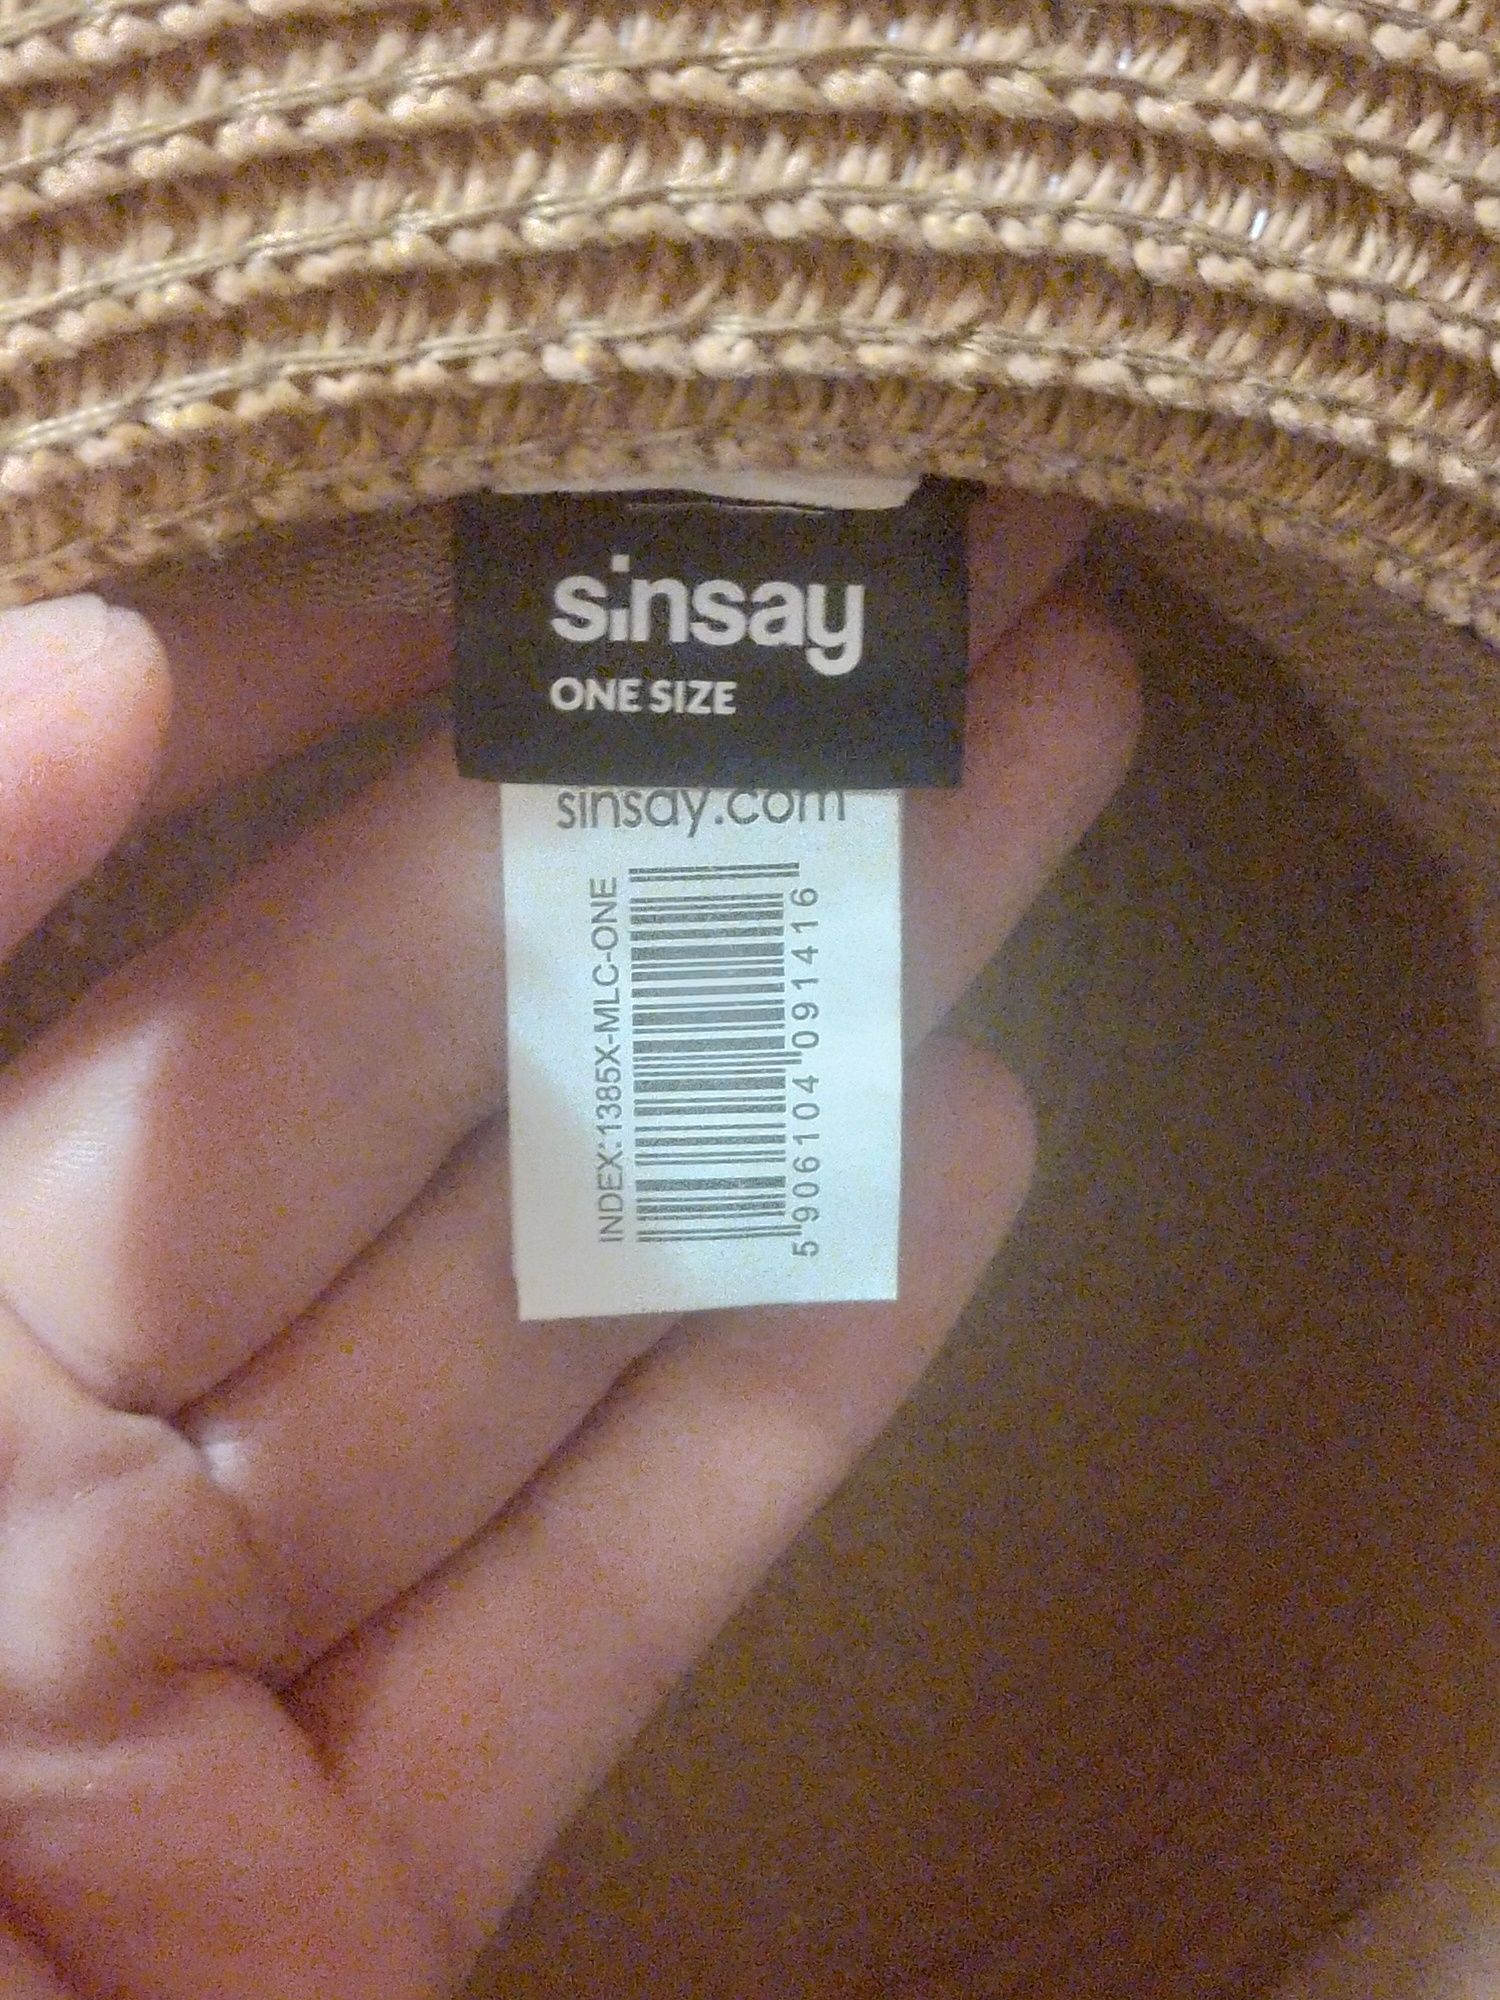 sinsay
ONE SIZE
sinsay.com
INDEX:1385X-MLC-ONE
5 906104 091416